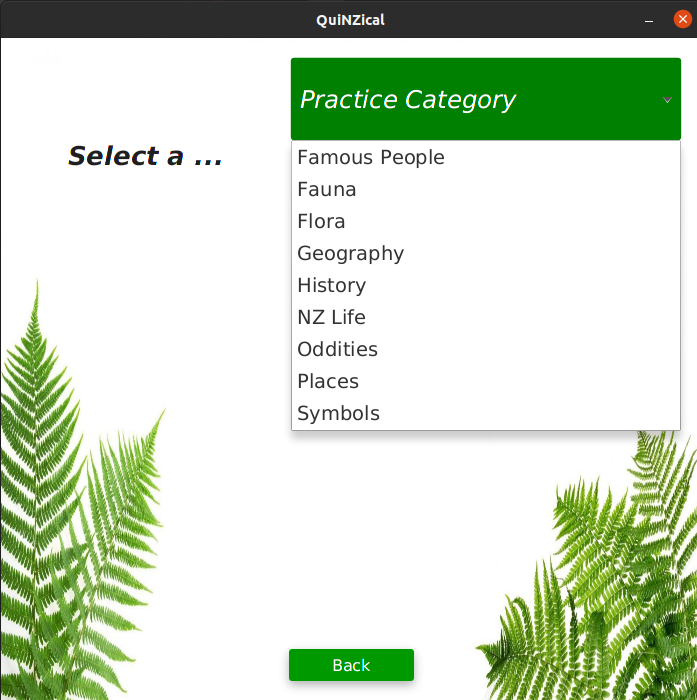 QuiNZical
Practice Category
Select a ...
Famous People
Fauna
Flora
Geography
History
NZ Life
Oddities
Places
Symbols
Back